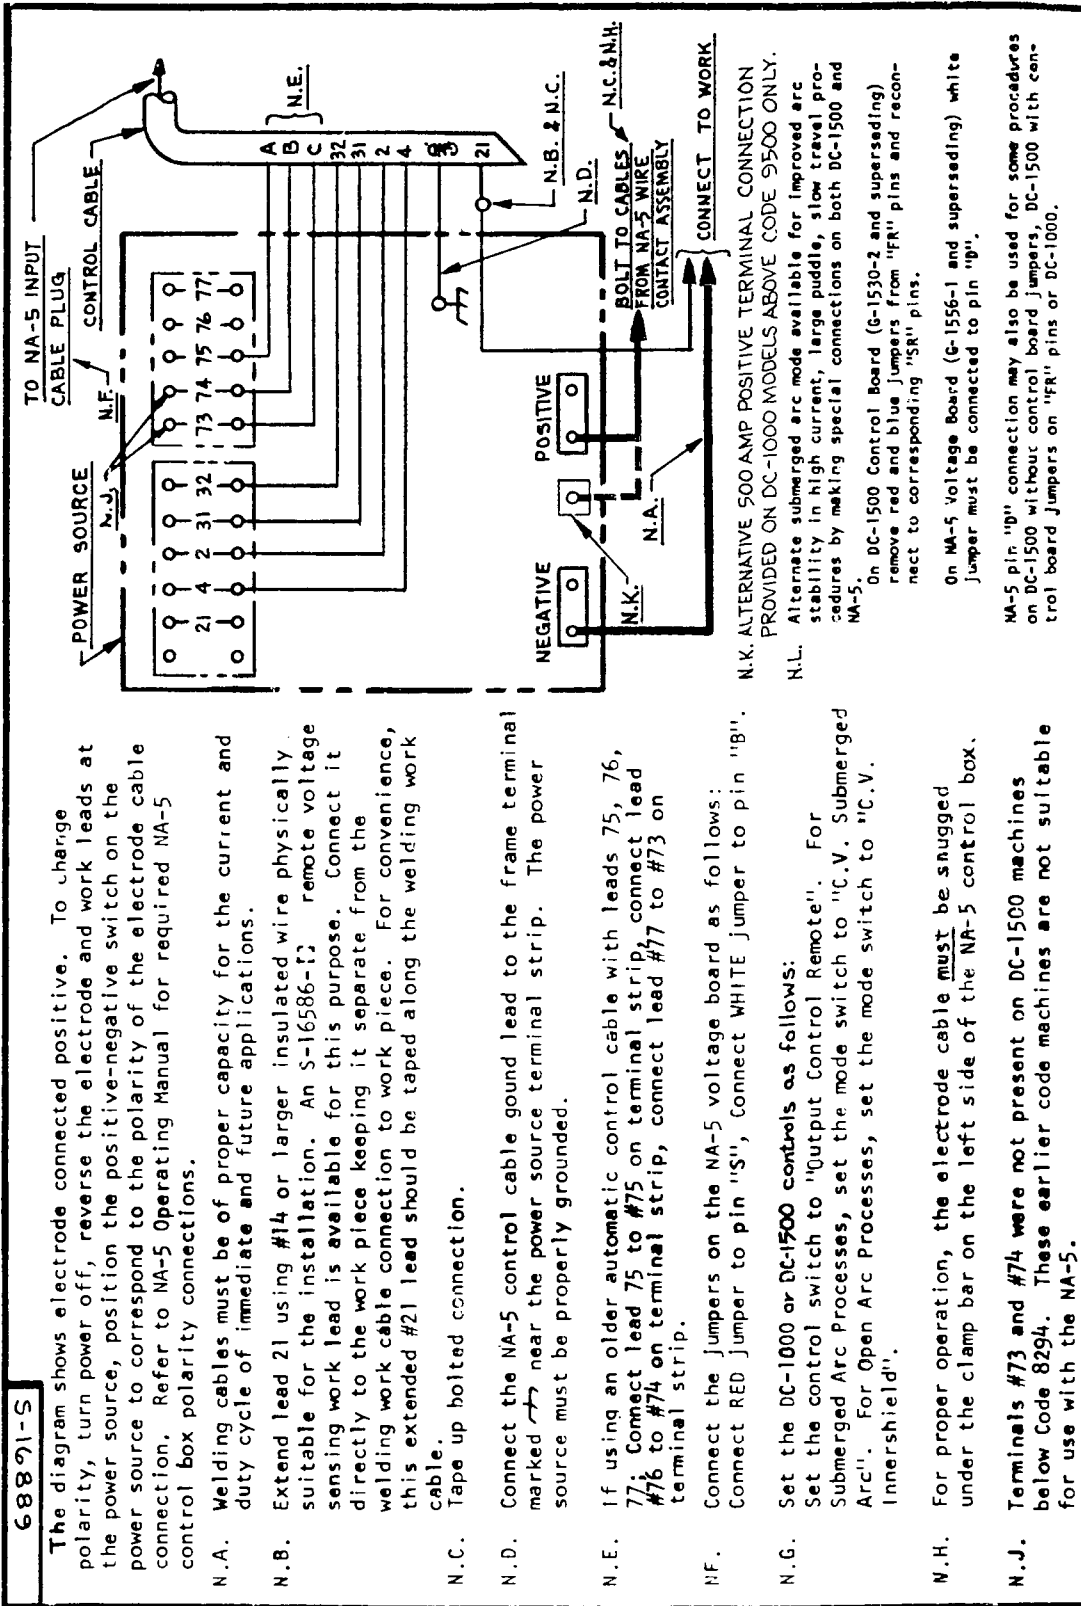 S-16889
The diagram shows electrode connected positive. To change
polarity, turn power off, reverse the electrode and work leads at
the power source, position the positive-negative switch on the
power source to correspond to the polarity of the electrode cable
connection. Refer to NA-5 Operating Manual for required NA-5
control box polarity connections.
N.A. Welding cables must be of proper capacity for the current and
duty cycle of immediate and future applications.
N.B. Extend lead 21 using #14 or larger insulated wire physically
suitable for the installation. An S-16586- remote voltage
sensing work lead is available for this purpose. Connect it
directly to the work piece keeping it separate from the
welding work cable connection to work piece. For convenience,
this extended #21 lead should be taped along the welding work
cable.
N.C. Tape up bolted connection.
N.D. Connect the NA-5 control cable gound lead to the frame terminal
marked near the power source terminal strip. The power
source must be properly grounded.
N.E. If using an older automatic control cable with leads 75, 76,
77; Connect lead 75 to #75 on terminal strip, connect lead
#76 to #74 on terminal strip, connect lead #77 to #73 on
terminal strip.
NF. Connect the jumpers on the NA-5 voltage board as follows:
Connect RED jumper to pin "S", Connect WHITE jumper to pin "B".
N.G. Set the DC-1000 or DC-1500 controls as follows:
Set the control switch to "Output Control Remote". For
Submerged Arc Processes, set the mode switch to "C.V. Submerged
Arc". For Open Arc Processes, set the mode switch to "C.V.
Innershield".
N.H. For proper operation, the electrode cable must be snugged
under the clamp bar on the left side of the NA-5 control box.
N.J. Terminals #73 and #74 were not present on DC-1500 machines
below Code 8294. These earlier code machines are not suitable
for use with the NA-5.
TO NA-5 INPUT
CABLE PLUG
N.F.
CONTROL CABLE
POWER SOURCE
N.J.
21 4 2 31 32 73 74 75 76 77
A
B
C
N.E.
32
31
2
4
21
N.B. & N.C.
N.D.
NEGATIVE
POSITIVE
N.K.
N.A.
BOLT TO CABLES
FROM NA-5 WIRE
CONTACT ASSEMBLY
N.C.&N.H.
CONNECT TO WORK
N.K. ALTERNATIVE 500 AMP POSITIVE TERMINAL CONNECTION
PROVIDED ON DC-1000 MODELS ABOVE CODE 9500 ONLY.
N.L. Alternate submerged arc mode available for improved arc
stability in high current, large puddle, slow travel pro-
cedures by making special connections on both DC-1500 and
NA-5.
On DC-1500 Control Board (G-1530-2 and superseding)
remove red and blue jumpers from "FR" pins and recon-
nect to corresponding "SR" pins.
On NA-5 Voltage Board (G-1556-1 and superseding) white
jumper must be connected to pin "D".
NA-5 pin "D" connection may also be used for some procedures
on DC-1500 without control board jumpers, DC-1500 with con-
trol board jumpers on "FR" pins or DC-1000.